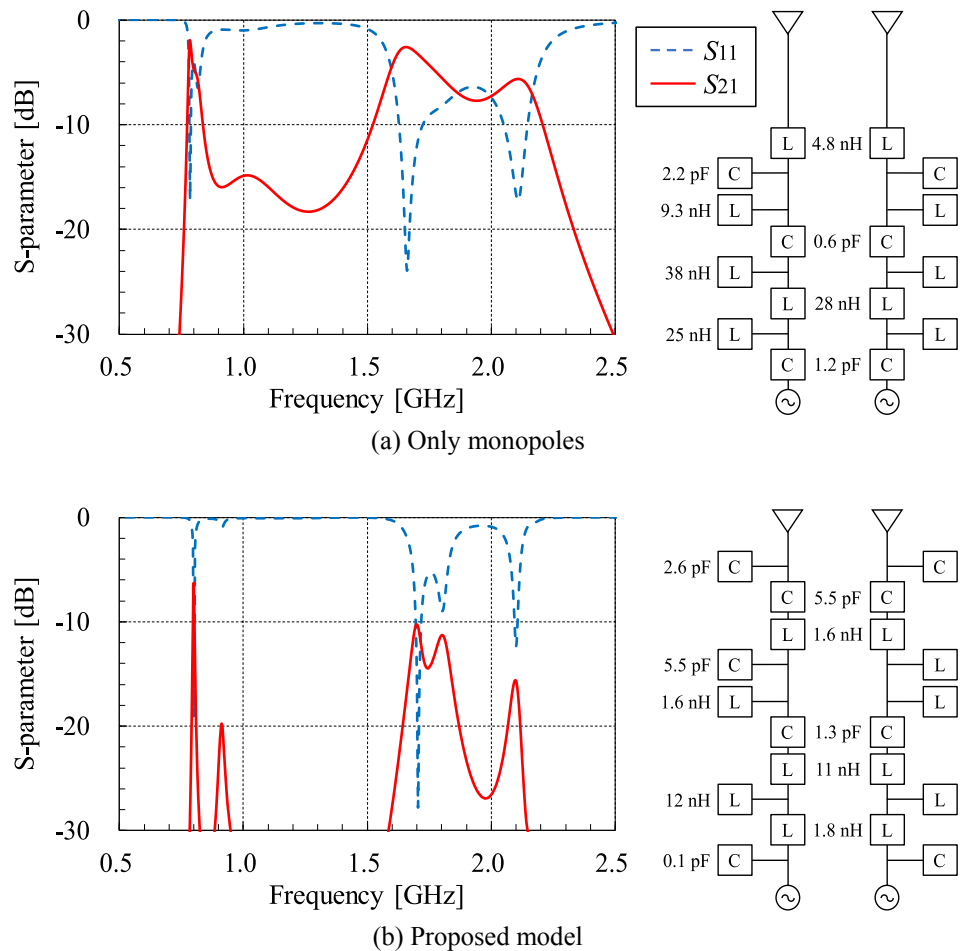 0
-10
-20
-30
S-parameter [dB]
0.5
1.0
1.5
2.0
2.5
Frequency [GHz]
S11
S21
L
4.8 nH
L
2.2 pF
C
C
9.3 nH
L
L
C
0.6 pF
C
38 nH
L
L
L
28 nH
L
25 nH
L
L
C
1.2 pF
C
(a) Only monopoles
0
-10
-20
-30
S-parameter [dB]
0.5
1.0
1.5
2.0
2.5
Frequency [GHz]
2.6 pF
C
C
C
5.5 pF
C
L
1.6 nH
L
5.5 pF
C
L
1.6 nH
L
L
C
1.3 pF
C
L
11 nH
L
12 nH
L
L
L
1.8 nH
L
0.1 pF
C
C
(b) Proposed model